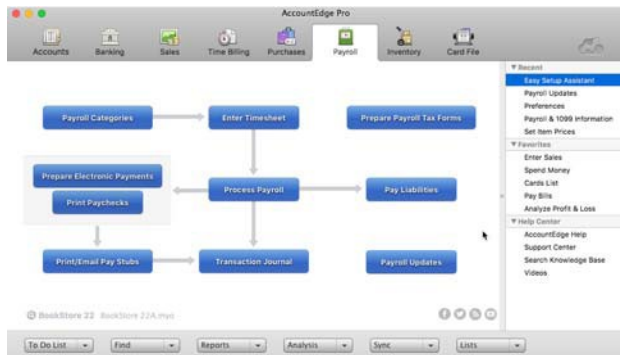 AccountEdge Pro
Accounts Banking Sales Time Billing Purchases Payroll Inventory Card File
Payroll Categories
Enter Timesheet
Prepare Payroll Tax Forms
Prepare Electronic Payments
Print Paychecks
Process Payroll
Pay Liabilities
Print/Email Pay Stubs
Transaction Journal
Payroll Updates
BookStore 22 BookStore 22A.myo
Recent
Easy Setup Assistant
Payroll Updates
Preferences
Payroll & 1099 Information
Set Item Prices
Favorites
Enter Sales
Spend Money
Cards List
Pay Bills
Analyze Profit & Loss
Help Center
AccountEdge Help
Support Center
Search Knowledge Base
Videos
To Do List Find Reports Analysis Sync Lists